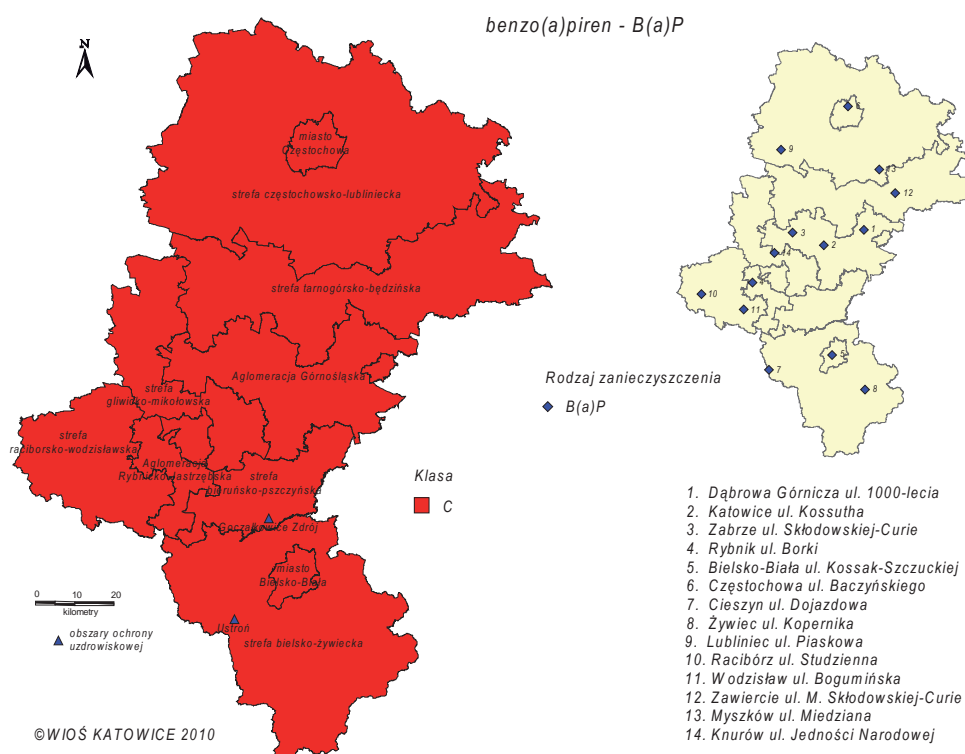 benzo(a)piren - B(a)P
N
miasto
Częstochowa
strefa częstochowsko-lubliniecka
strefa tarnogórsko-będzińska
Aglomeracja Górnośląska
strefa
gliwicko-mikołowska
strefa
raciborsko-wodzisławska
Aglomeracja
Rybnicko-Jastrzębska
strefa
bieruńsko-pszczyńska
Goczałkowice Zdrój
miasto
Bielsko-Biała
Ustroń
strefa bielsko-żywiecka
0 10 20
kilometry
obszary ochrony
uzdrowiskowej
©WIOŚ KATOWICE 2010
Klasa
C
6
9
13
12
1
3
2
14
4
10
11
5
7
8
Rodzaj zanieczyszczenia
B(a)P
1. Dąbrowa Górnicza ul. 1000-lecia
2. Katowice ul. Kossutha
3. Zabrze ul. Skłodowskiej-Curie
4. Rybnik ul. Borki
5. Bielsko-Biała ul. Kossak-Szczuckiej
6. Częstochowa ul. Baczyńskiego
7. Cieszyn ul. Dojazdowa
8. Żywiec ul. Kopernika
9. Lubliniec ul. Piaskowa
10. Racibórz ul. Studzienna
11. Wodzisław ul. Bogumińska
12. Zawiercie ul. M. Skłodowskiej-Curie
13. Myszków ul. Miedziana
14. Knurów ul. Jedności Narodowej